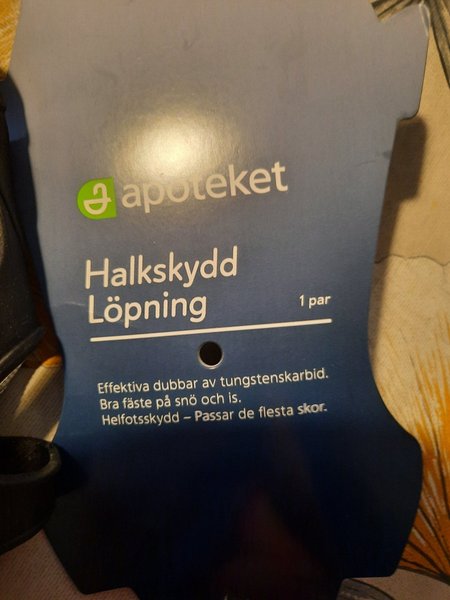 apoteket
Halkskydd
Löpning
1 par
Effektiva dubbar av tungstenskarbid.
Bra fäste på snö och is.
Helfotsskydd – Passar de flesta skor.